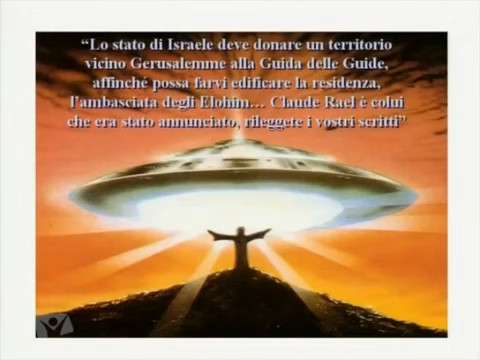 “Lo stato di Israele deve donare un territorio
vicino Gerusalemme alla Guida delle Guide,
affinché possa farvi edificare la residenza,
l’ambasciata degli Elohim… Claude Rael è colui
che era stato annunciato, rileggete i vostri scritti”